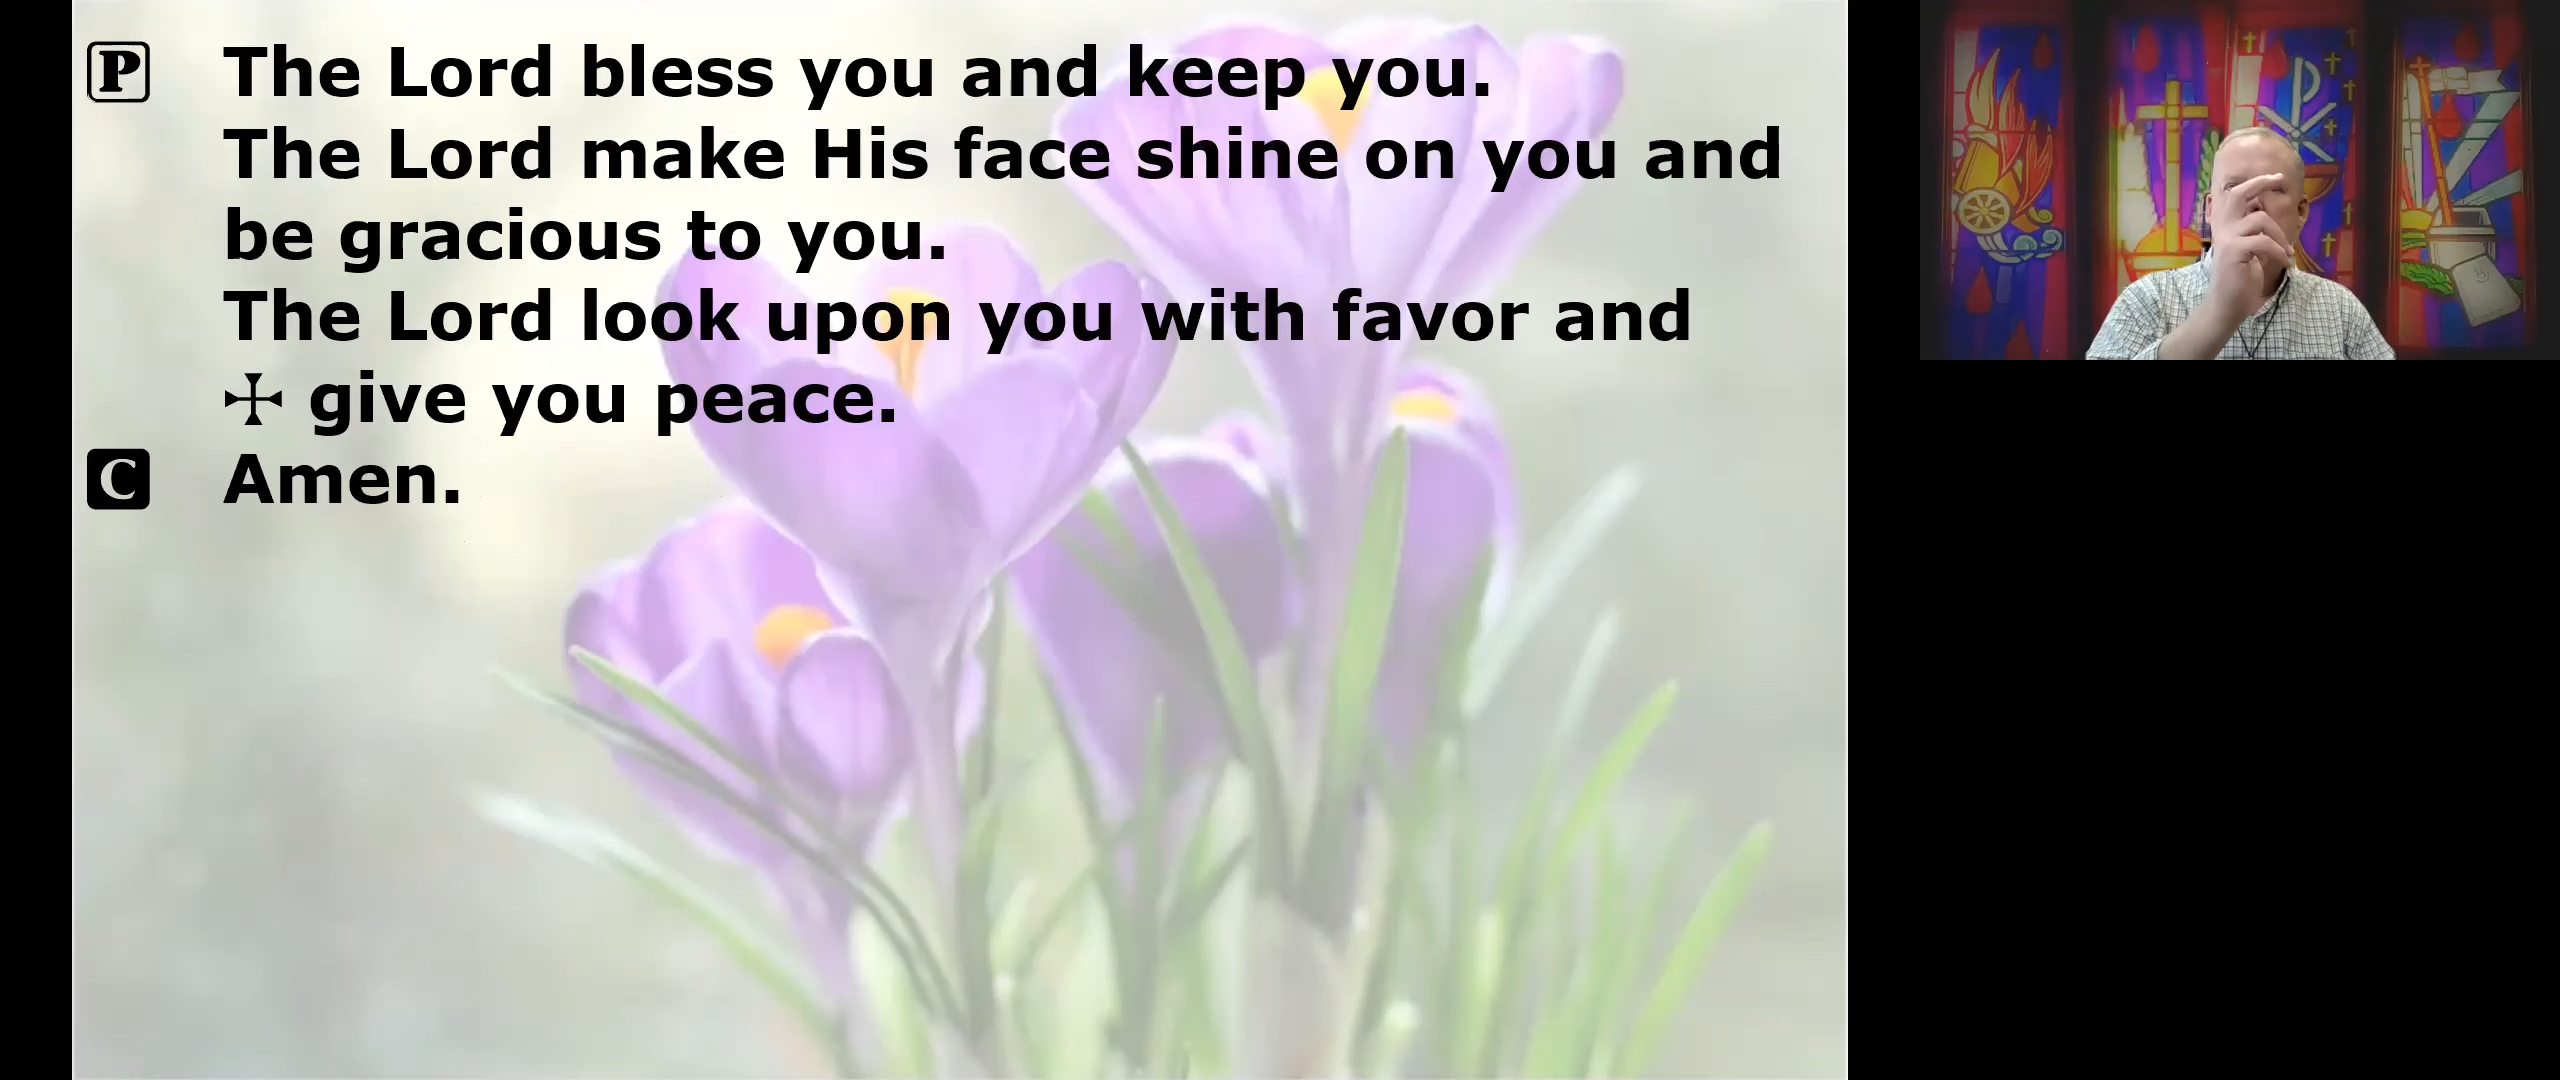 P The Lord bless you and keep you.
The Lord make His face shine on you and
be gracious to you.
The Lord look upon you with favor and
☩ give you peace.
C Amen.